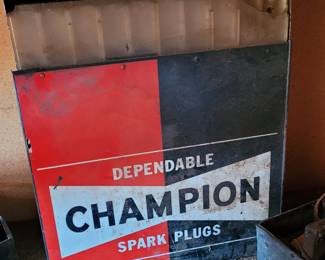 DEPENDABLE
CHAMPION
SPARK PLUGS